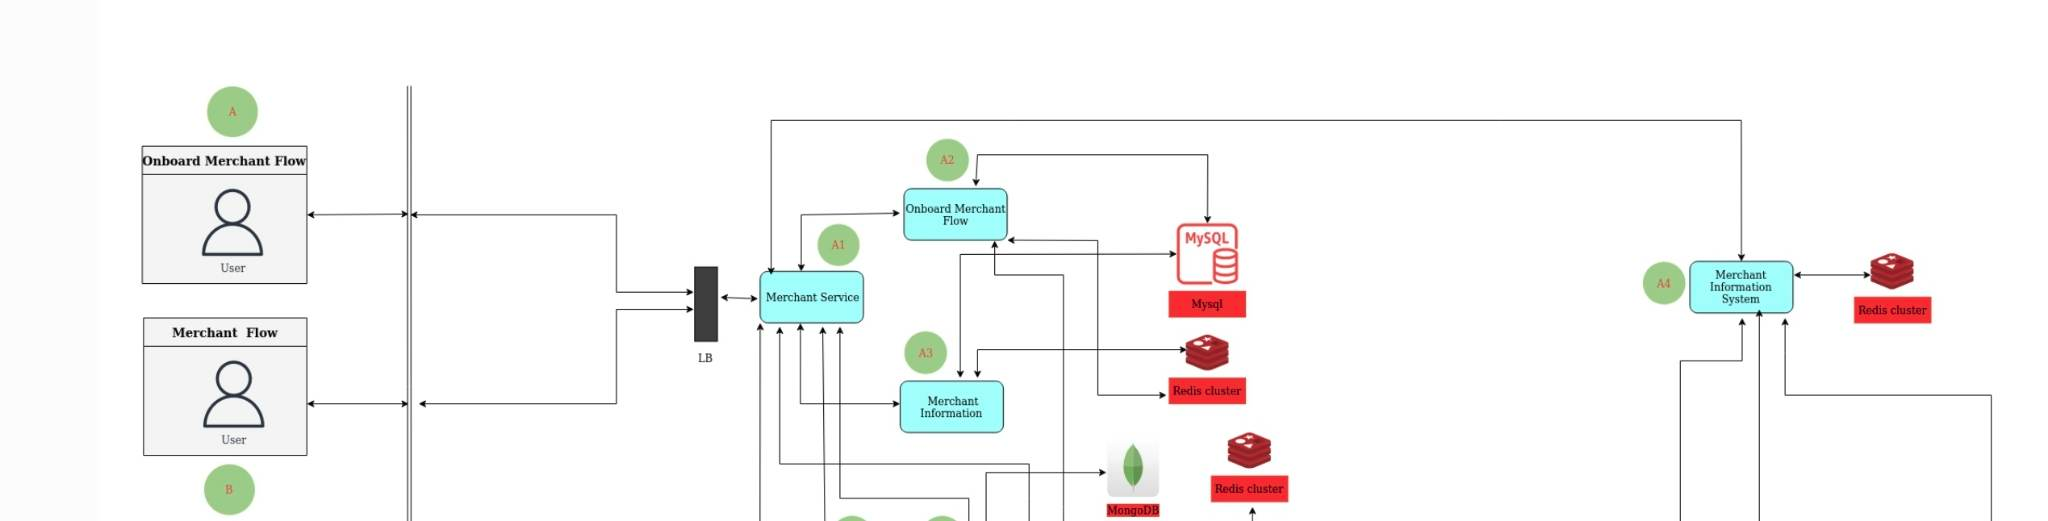 A
Onboard Merchant Flow
User
Merchant Flow
User
B
LB
A1
Merchant Service
A2
Onboard Merchant
Flow
A3
Merchant
Information
MySQL
Mysql
Redis cluster
MongoDB
Redis cluster
A4
Merchant
Information
System
Redis cluster